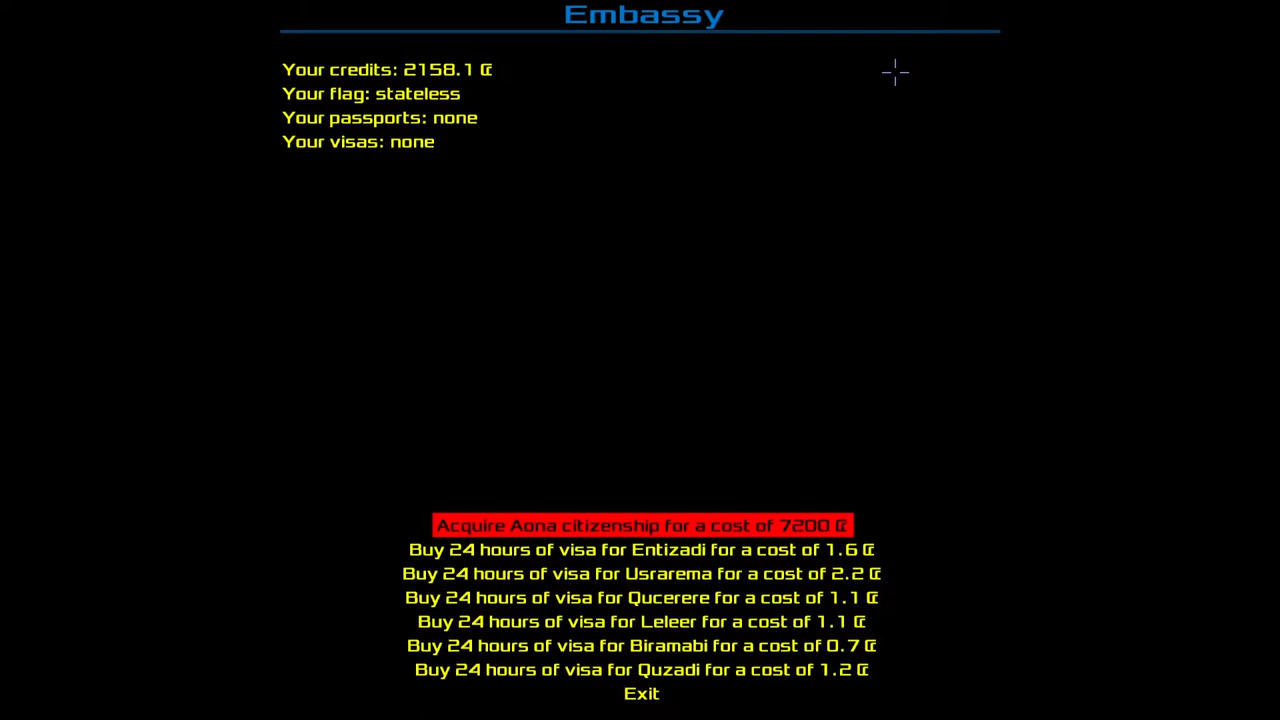 Embassy
Your credits: 2158.1 ₢
Your flag: stateless
Your passports: none
Your visas: none
Acquire Aona citizenship for a cost of 7200 ₢
Buy 24 hours of visa for Entizadi for a cost of 1.6 ₢
Buy 24 hours of visa for Usrarema for a cost of 2.2 ₢
Buy 24 hours of visa for Qucerere for a cost of 1.1 ₢
Buy 24 hours of visa for Leleer for a cost of 1.1 ₢
Buy 24 hours of visa for Biramabi for a cost of 0.7 ₢
Buy 24 hours of visa for Quzadi for a cost of 1.2 ₢
Exit